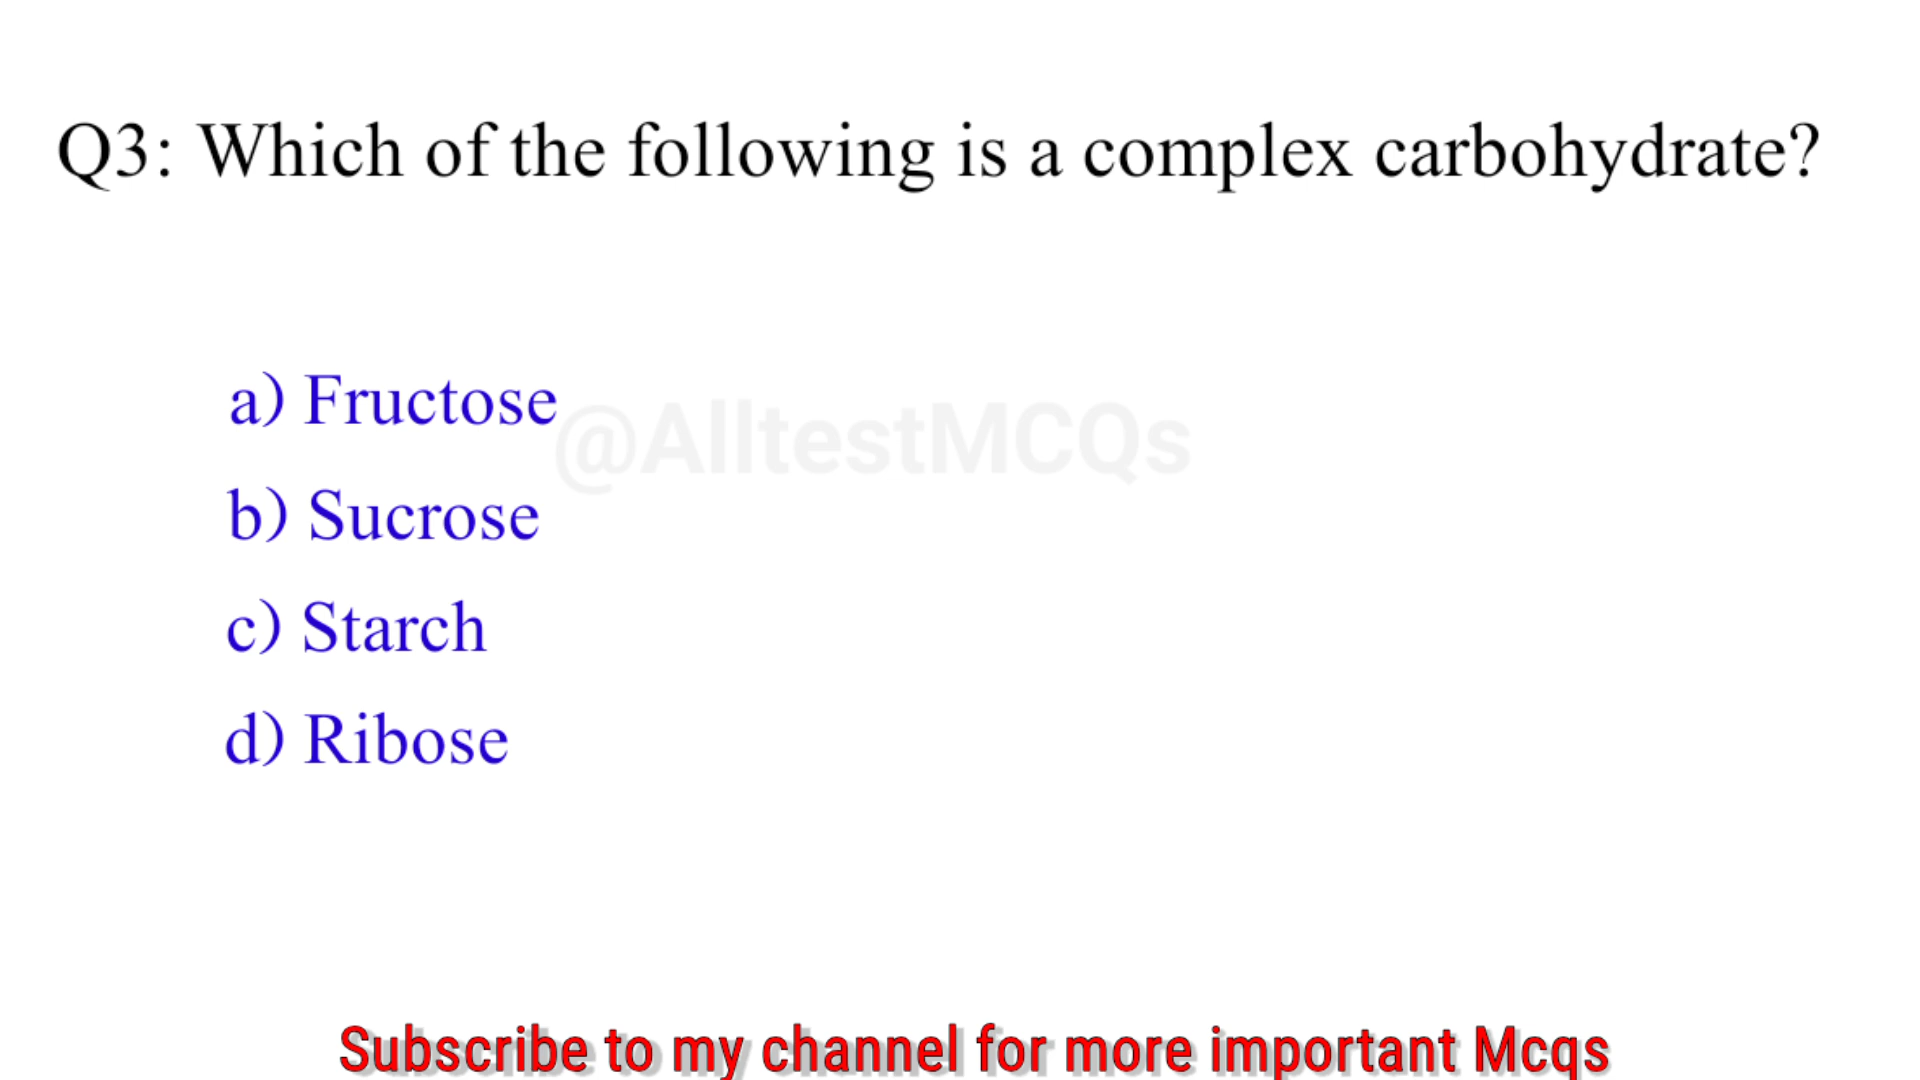 Q3: Which of the following is a complex carbohydrate?
a) Fructose
@AlltestMCQs
b) Sucrose
c) Starch
d) Ribose
Subscribe to my channel for more important Mcqs